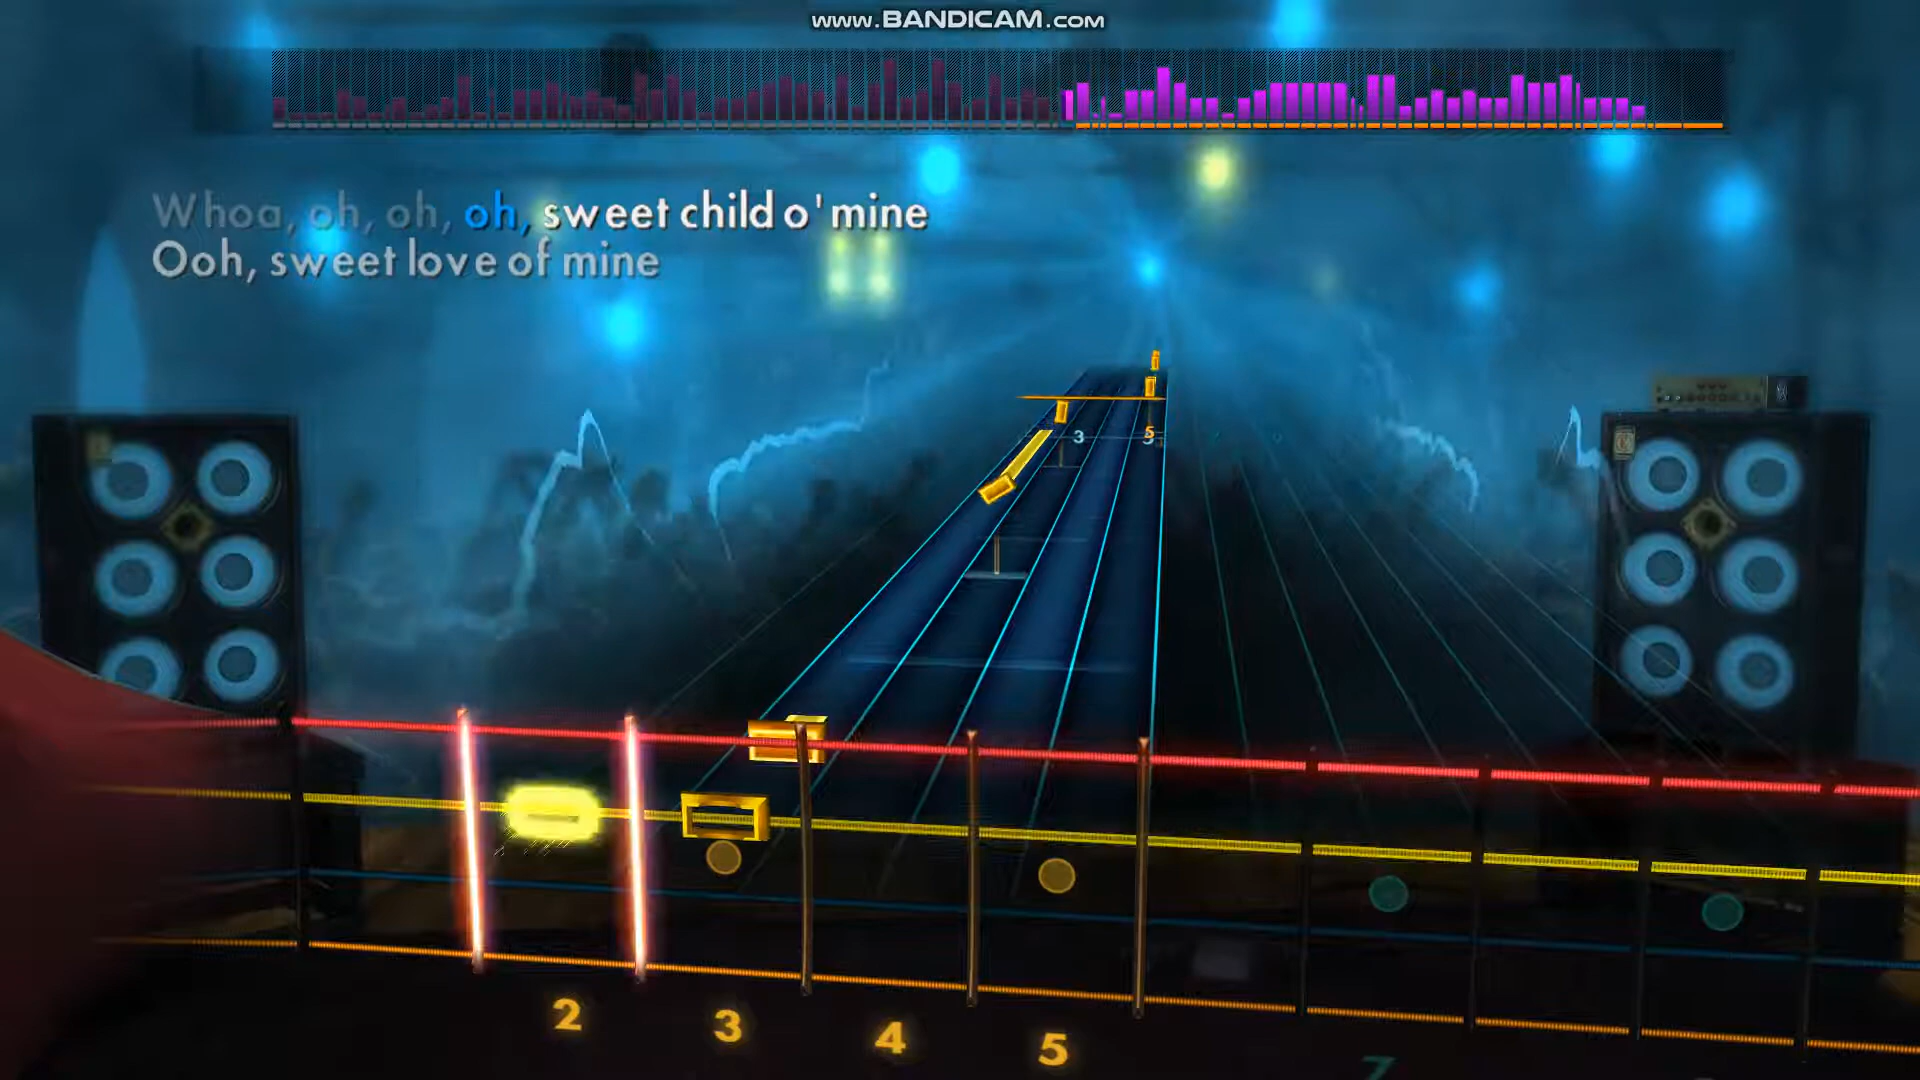 www.BANDICAM.com
Whoa, oh, oh, oh, sweet child o' mine
Ooh, sweet love of mine
3 5
2 3 4 5 7